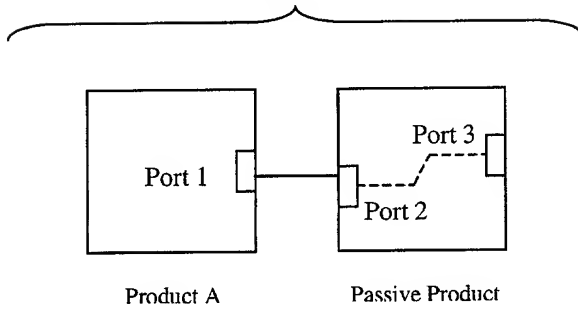 Port 3
Port 1
Port 2
Product A
Passive Product